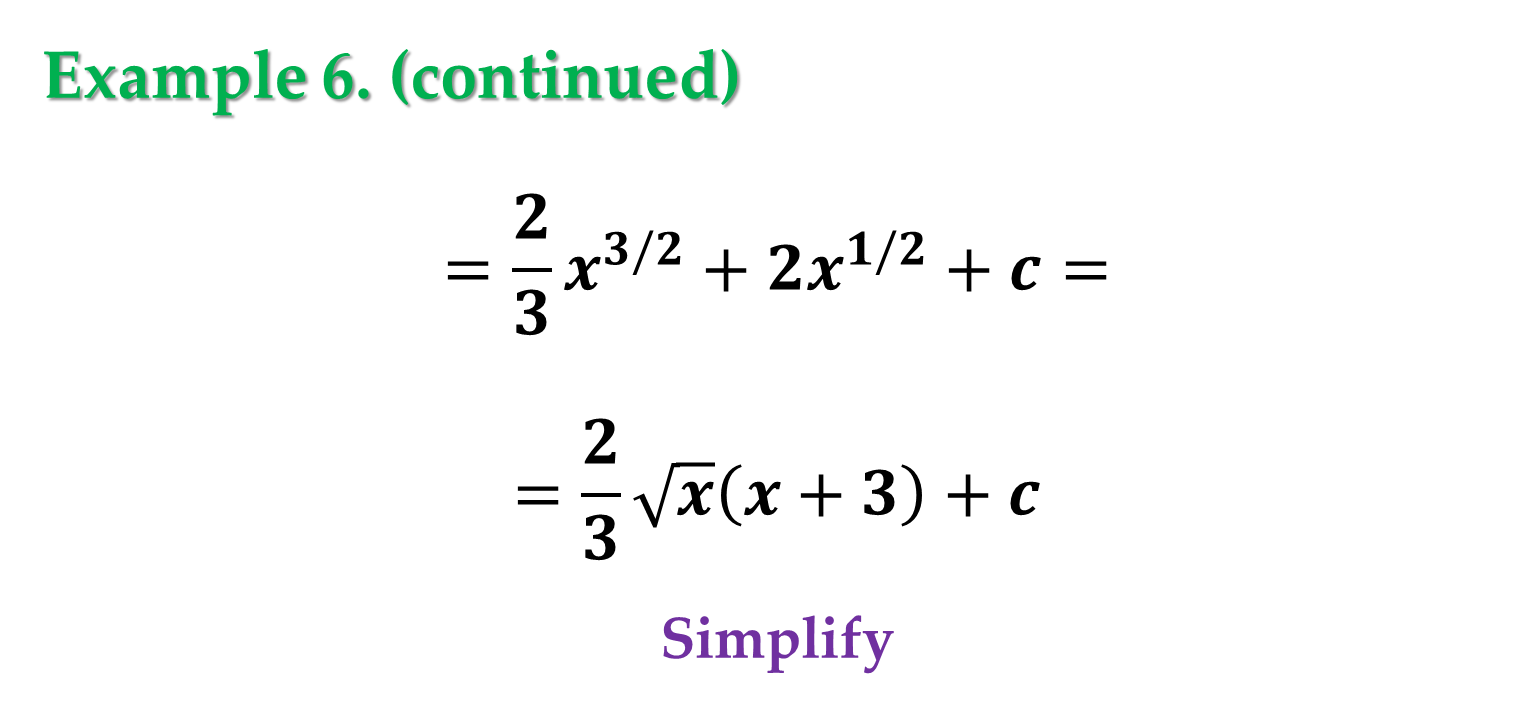 Example 6. (continued)
= 2/3 x^{3/2} + 2x^{1/2} + c =
= 2/3 √x(x + 3) + c
Simplify